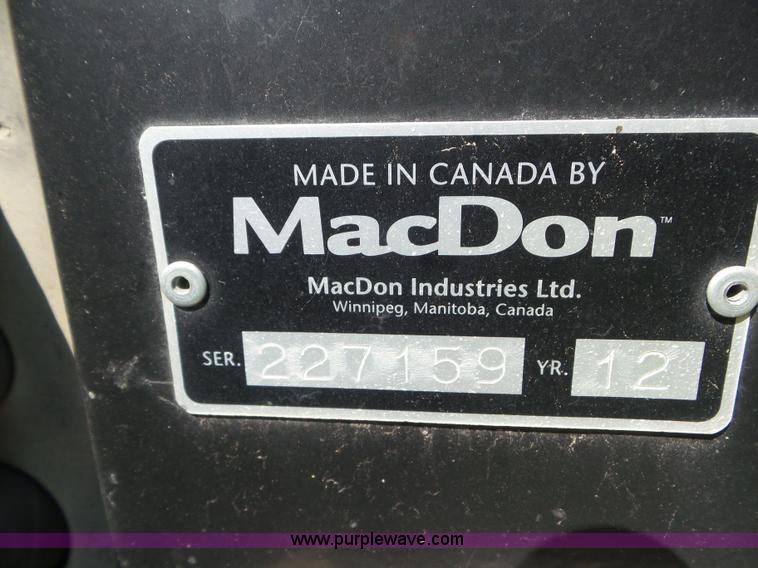 MADE IN CANADA BY
MacDon™
MacDon Industries Ltd.
Winnipeg, Manitoba, Canada
SER. 227159 YR. 12
www.purplewave.com